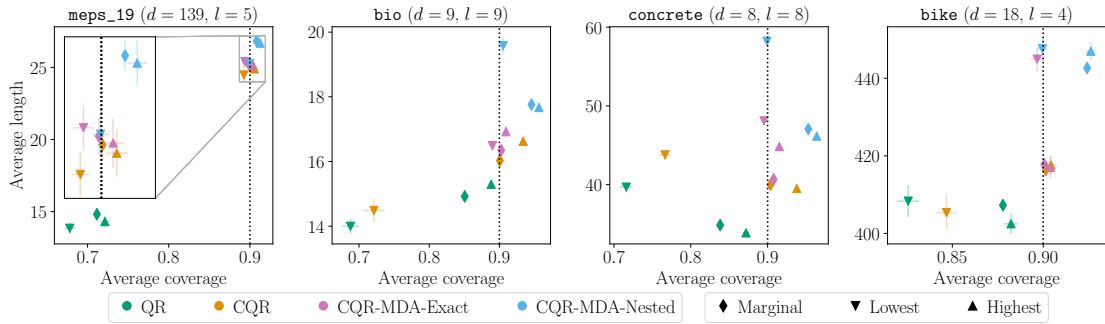 meps_19 (d = 139, l = 5)
bio (d = 9, l = 9)
concrete (d = 8, l = 8)
bike (d = 18, l = 4)
Average length
25
20
15
0.7 0.8 0.9
Average coverage
20
18
16
14
0.7 0.8 0.9
Average coverage
60
50
40
0.7 0.8 0.9
Average coverage
440
420
400
0.85 0.90
Average coverage
QR CQR CQR-MDA-Exact CQR-MDA-Nested Marginal Lowest Highest